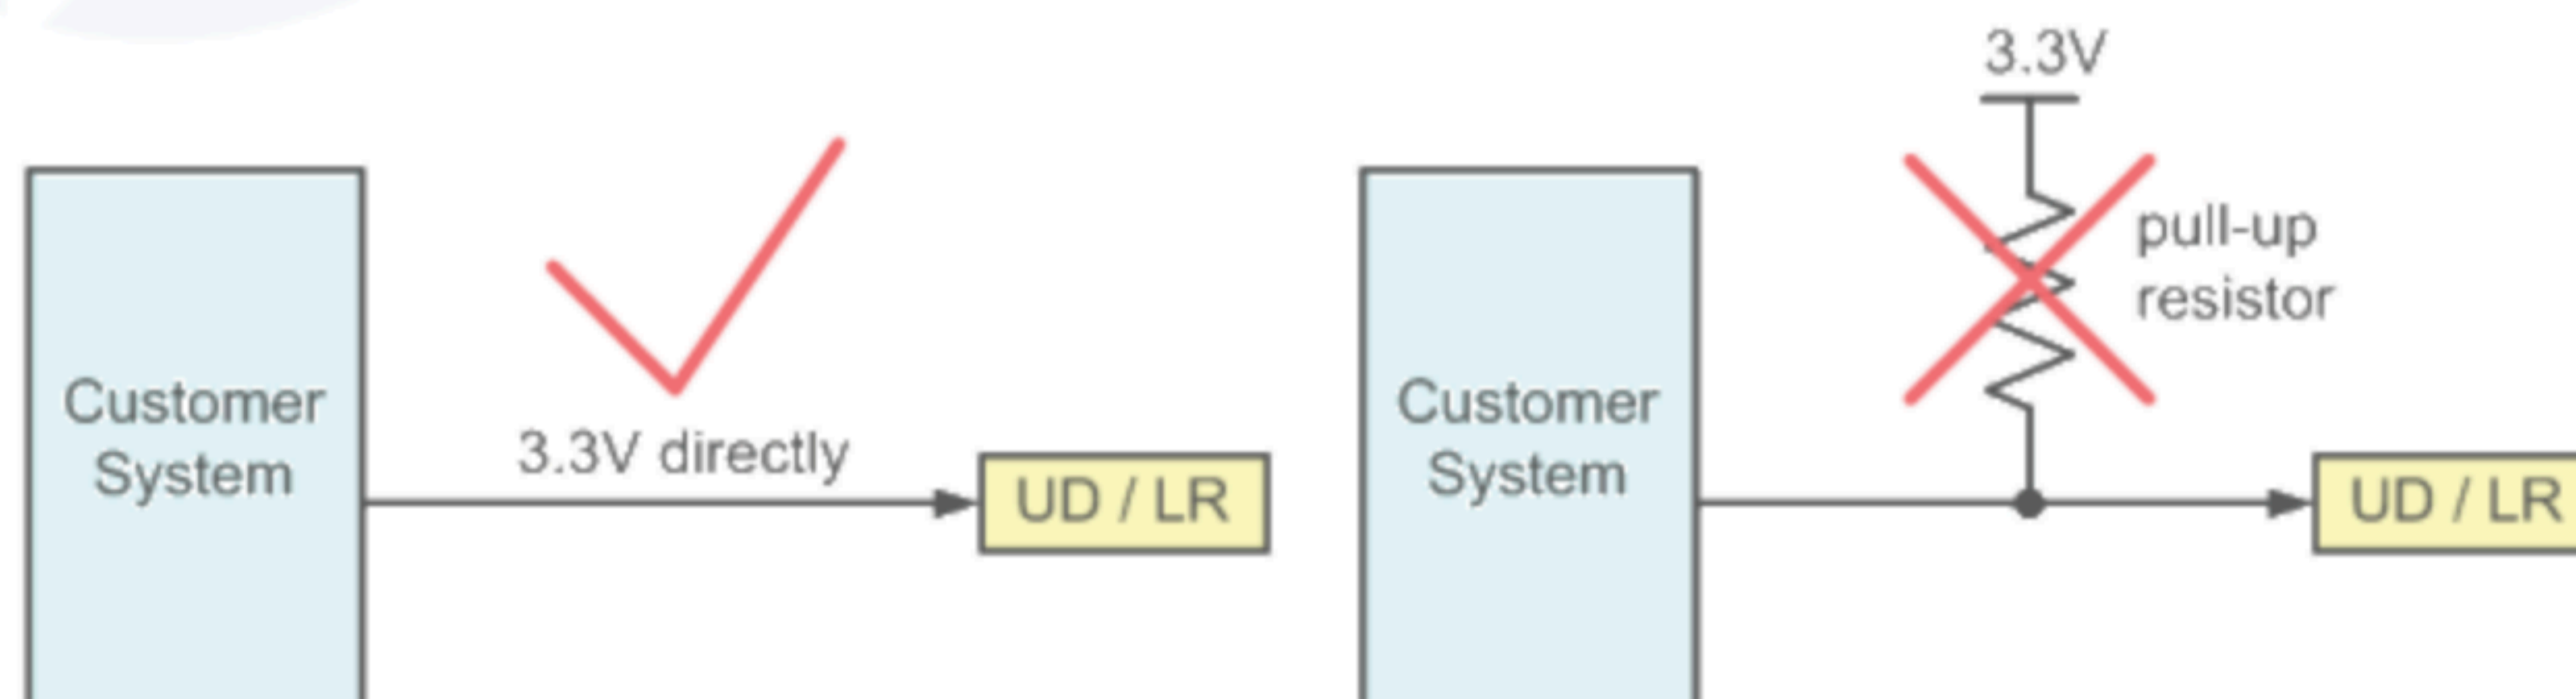 3.3V
pull-up
resistor
Customer
System
3.3V directly
UD / LR
Customer
System
UD / LR